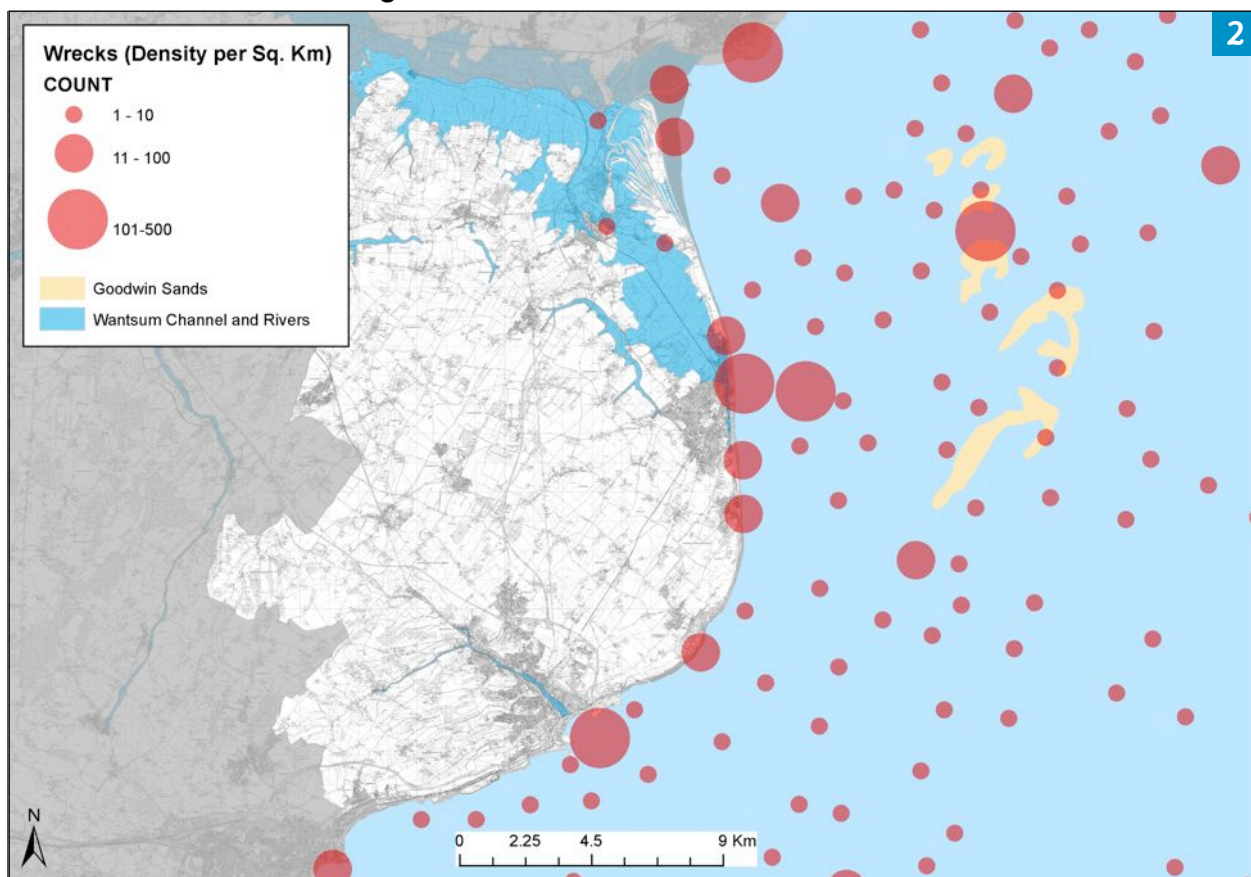 2
Wrecks (Density per Sq. Km)
COUNT
1 - 10
11 - 100
101-500
Goodwin Sands
Wantsum Channel and Rivers
N
0 2.25 4.5 9 Km